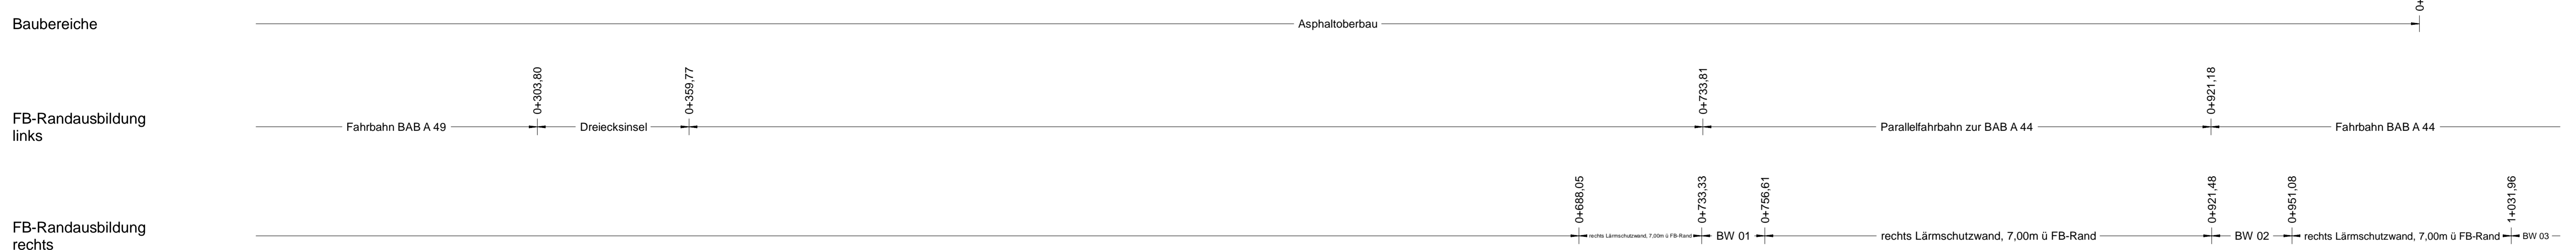 Baubereiche
Asphaltoberbau
0+
FB-Randausbildung
links
Fahrbahn BAB A 49
0+303,80
Dreiecksinsel
0+359,77
0+733,81
Parallelfahrbahn zur BAB A 44
0+921,18
Fahrbahn BAB A 44
FB-Randausbildung
rechts
0+688,05
rechts Lärmschutzwand, 7,00m ü FB-Rand
0+733,33
BW 01
0+756,61
rechts Lärmschutzwand, 7,00m ü FB-Rand
0+921,48
BW 02
0+951,08
rechts Lärmschutzwand, 7,00m ü FB-Rand
1+031,96
BW 03